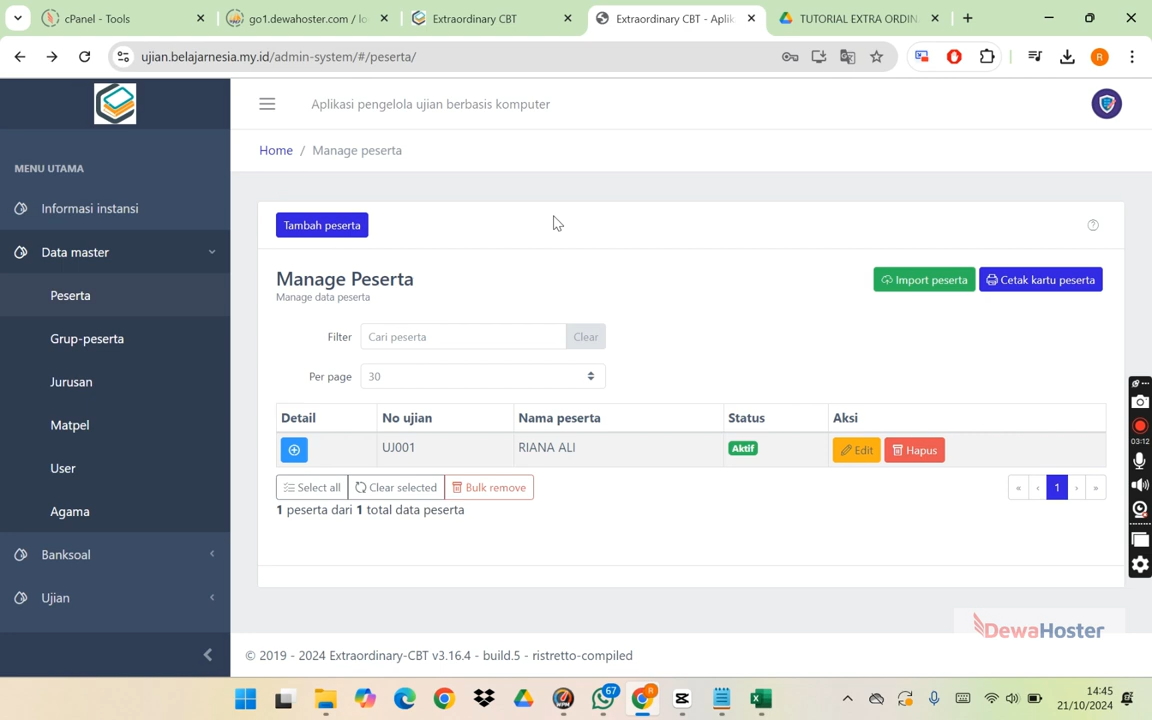 cPanel - Tools
go1.dewahoster.com / lo
Extraordinary CBT
Extraordinary CBT - Aplik
TUTORIAL EXTRA ORDIN
ujian.belajarnesia.my.id/admin-system/#/peserta/
R
Aplikasi pengelola ujian berbasis komputer
Home / Manage peserta
MENU UTAMA
Informasi instansi
Data master
Peserta
Grup-peserta
Jurusan
Matpel
User
Agama
Banksoal
Ujian
Tambah peserta
Manage Peserta
Manage data peserta
Import peserta
Cetak kartu peserta
Filter Cari peserta Clear
Per page 30
Detail No ujian Nama peserta Status Aksi
UJ001 RIANA ALI Aktif Edit Hapus
Select all Clear selected Bulk remove
« ‹ 1 › »
1 peserta dari 1 total data peserta
DewaHoster
© 2019 - 2024 Extraordinary-CBT v3.16.4 - build.5 - ristretto-compiled
03:12
67
R
14:45
21/10/2024